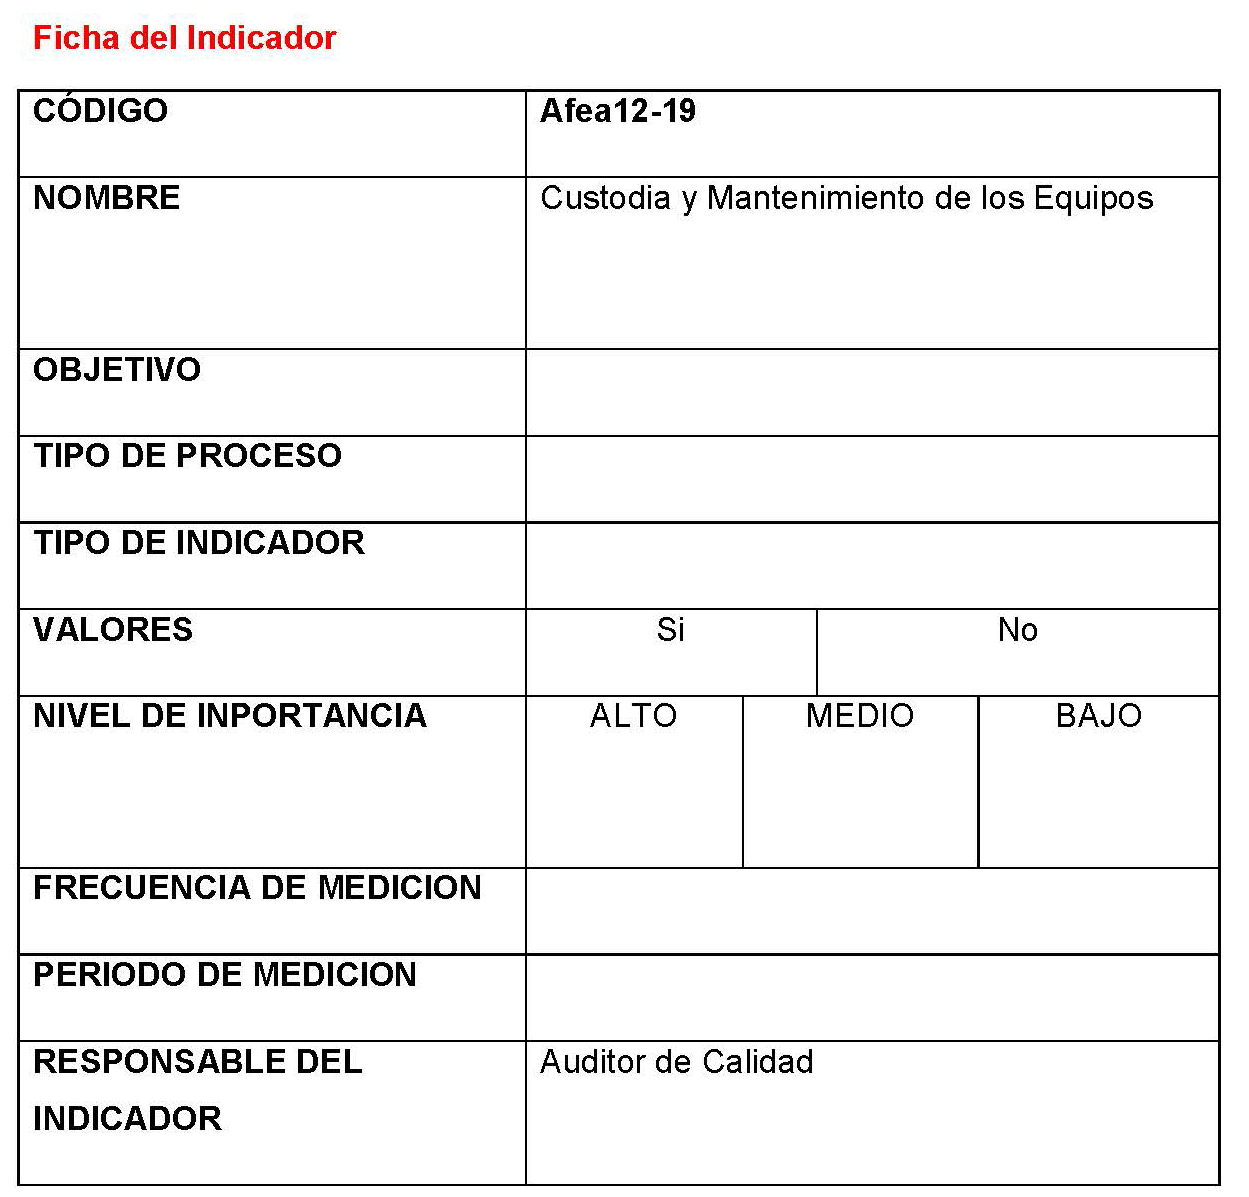 Ficha del Indicador
CÓDIGO Afea12-19
NOMBRE Custodia y Mantenimiento de los Equipos
OBJETIVO
TIPO DE PROCESO
TIPO DE INDICADOR
VALORES Si No
NIVEL DE INPORTANCIA ALTO MEDIO BAJO
FRECUENCIA DE MEDICION
PERIODO DE MEDICION
RESPONSABLE DEL Auditor de Calidad
INDICADOR